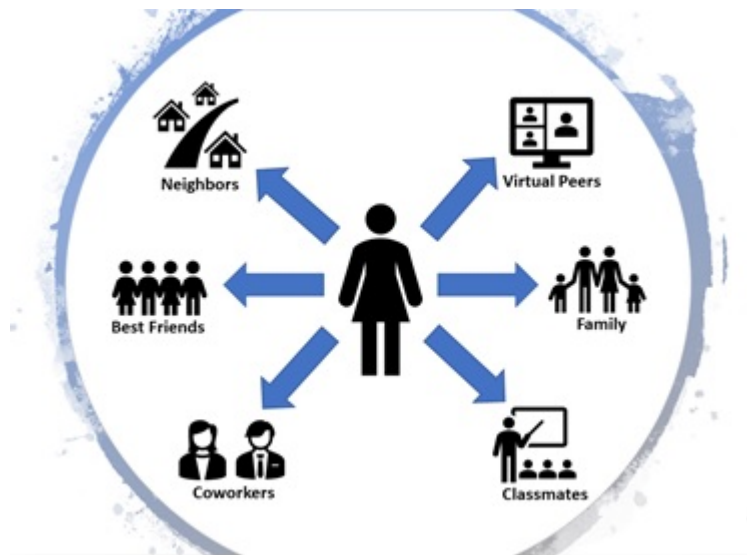 Neighbors
Virtual Peers
Best Friends
Family
Coworkers
Classmates